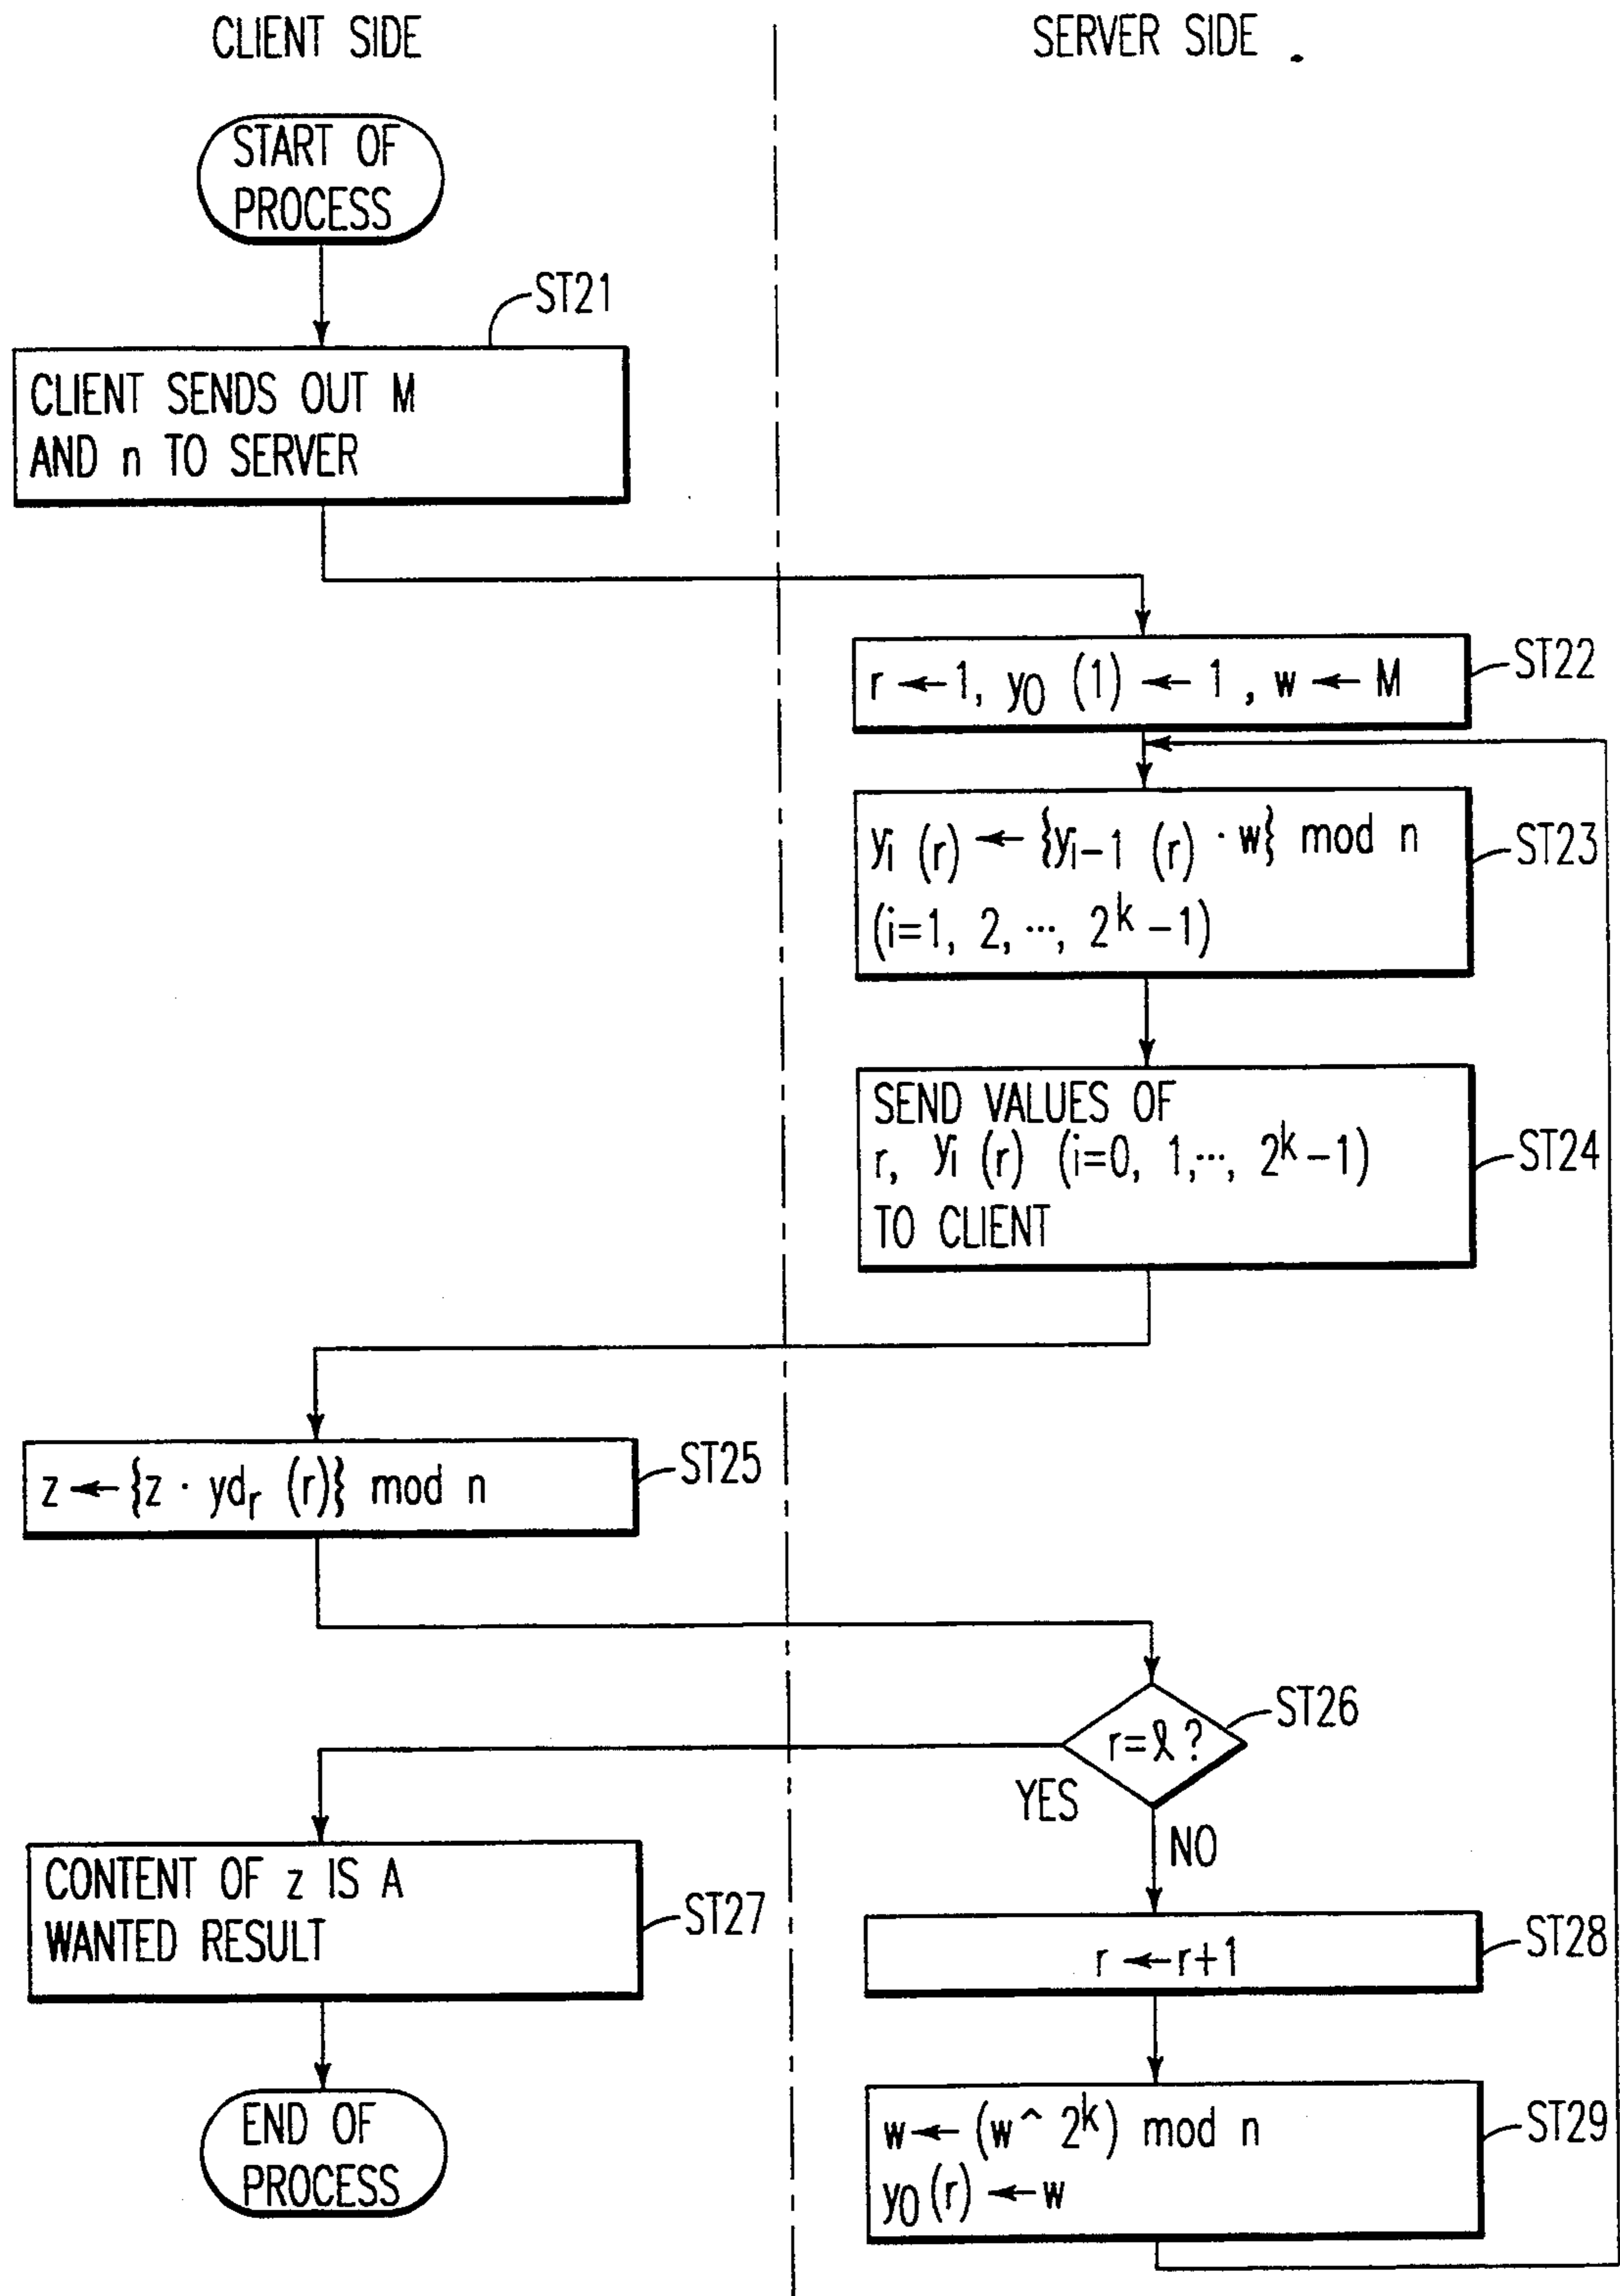 CLIENT SIDE
SERVER SIDE
START OF
PROCESS
ST21
CLIENT SENDS OUT M
AND n TO SERVER
r ← 1, y0 (1) ← 1 , w ← M
ST22
yi (r) ← {yi−1 (r) · w} mod n
(i=1, 2, ···, 2^k −1)
ST23
SEND VALUES OF
r, yi (r) (i=0, 1,···, 2^k −1)
TO CLIENT
ST24
z ← {z · ydr (r)} mod n
ST25
r=ℓ ?
ST26
YES
NO
CONTENT OF z IS A
WANTED RESULT
ST27
r ← r+1
ST28
w ← (w ^ 2^k) mod n
y0 (r) ← w
ST29
END OF
PROCESS